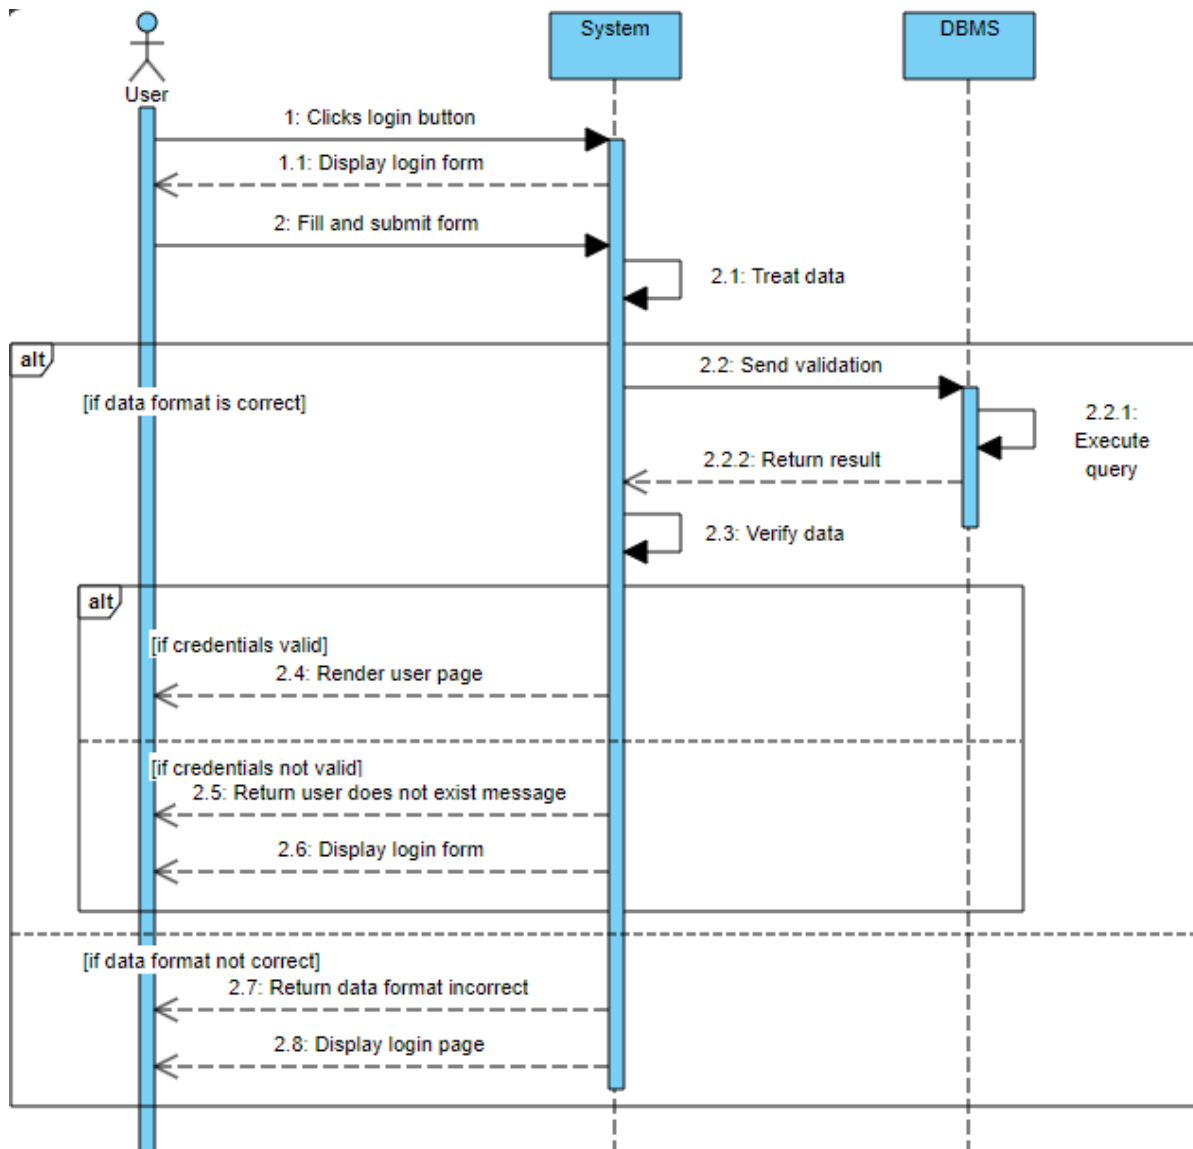 System
DBMS
User
1: Clicks login button
1.1: Display login form
2: Fill and submit form
2.1: Treat data
alt
2.2: Send validation
[if data format is correct]
2.2.1:
Execute
query
2.2.2: Return result
2.3: Verify data
alt
[if credentials valid]
2.4: Render user page
[if credentials not valid]
2.5: Return user does not exist message
2.6: Display login form
[if data format not correct]
2.7: Return data format incorrect
2.8: Display login page